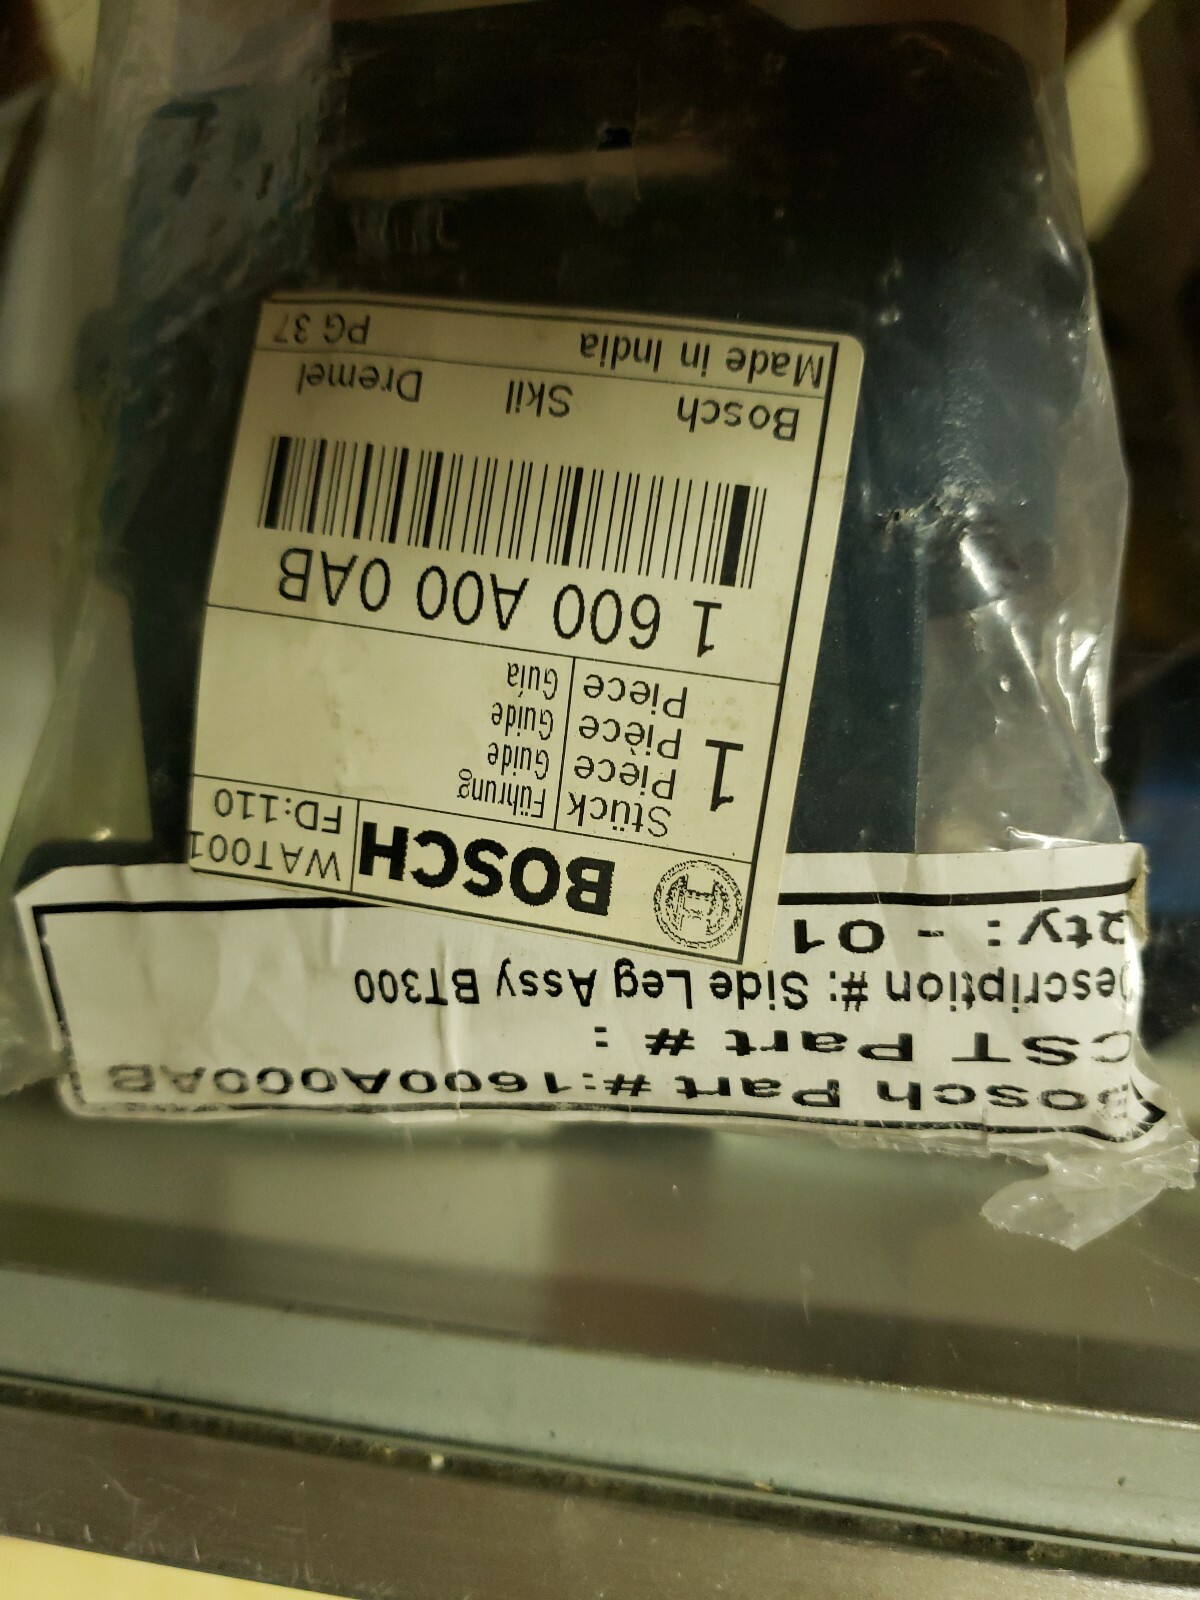 Bosch Part #:1600A000AB
CST Part # :
Description #: Side Leg Assy BT300
Qty : - 01
BOSCH
WAT001
FD:110
1
Stück
Piece
Pièce
Piece
Führung
Guide
Guide
Guía
1 600 A00 0AB
Bosch Skil Dremel
Made in India PG 37